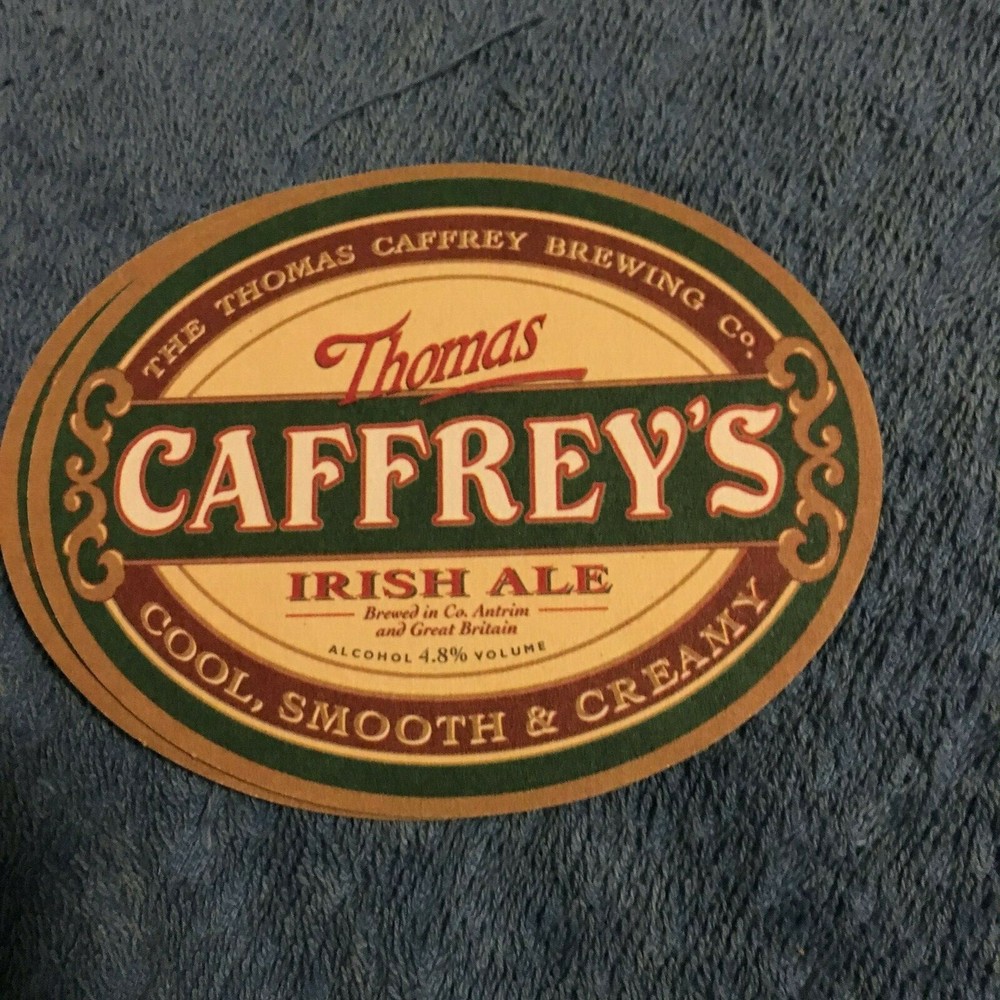 THE THOMAS CAFFREY BREWING Co.
Thomas
CAFFREY'S
IRISH ALE
Brewed in Co. Antrim
and Great Britain
ALCOHOL 4.8% VOLUME
COOL, SMOOTH & CREAMY